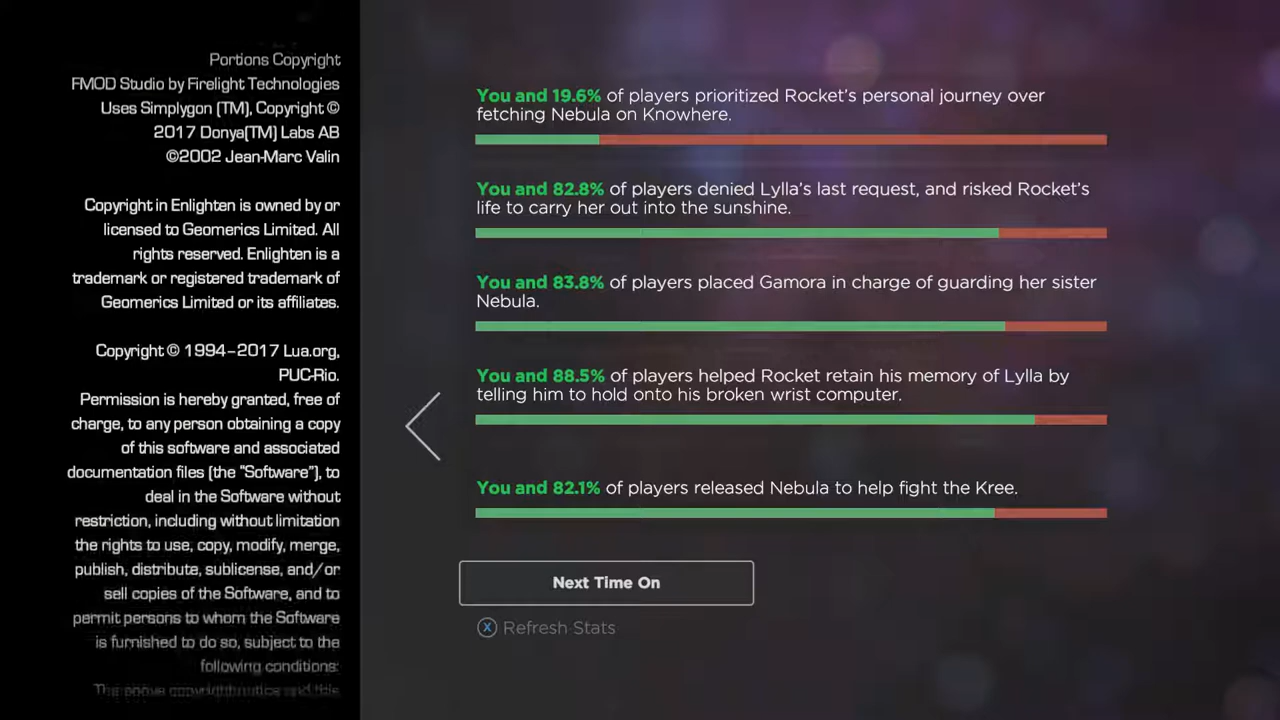 Portions Copyright
FMOD Studio by Firelight Technologies
Uses Simplygon (TM), Copyright ©
2017 Donya(TM) Labs AB
©2002 Jean-Marc Valin
Copyright in Enlighten is owned by or
licensed to Geomerics Limited. All
rights reserved. Enlighten is a
trademark or registered trademark of
Geomerics Limited or its affiliates.
Copyright © 1994-2017 Lua.org,
PUC-Rio.
Permission is hereby granted, free of
charge, to any person obtaining a copy
of this software and associated
documentation files (the “Software”), to
deal in the Software without
restriction, including without limitation
the rights to use, copy, modify, merge,
publish, distribute, sublicense, and/or
sell copies of the Software, and to
permit persons to whom the Software
is furnished to do so, subject to the
following conditions:
The above copyright notice and this
You and 19.6% of players prioritized Rocket's personal journey over
fetching Nebula on Knowhere.
You and 82.8% of players denied Lylla's last request, and risked Rocket's
life to carry her out into the sunshine.
You and 83.8% of players placed Gamora in charge of guarding her sister
Nebula.
You and 88.5% of players helped Rocket retain his memory of Lylla by
telling him to hold onto his broken wrist computer.
You and 82.1% of players released Nebula to help fight the Kree.
Next Time On
X Refresh Stats